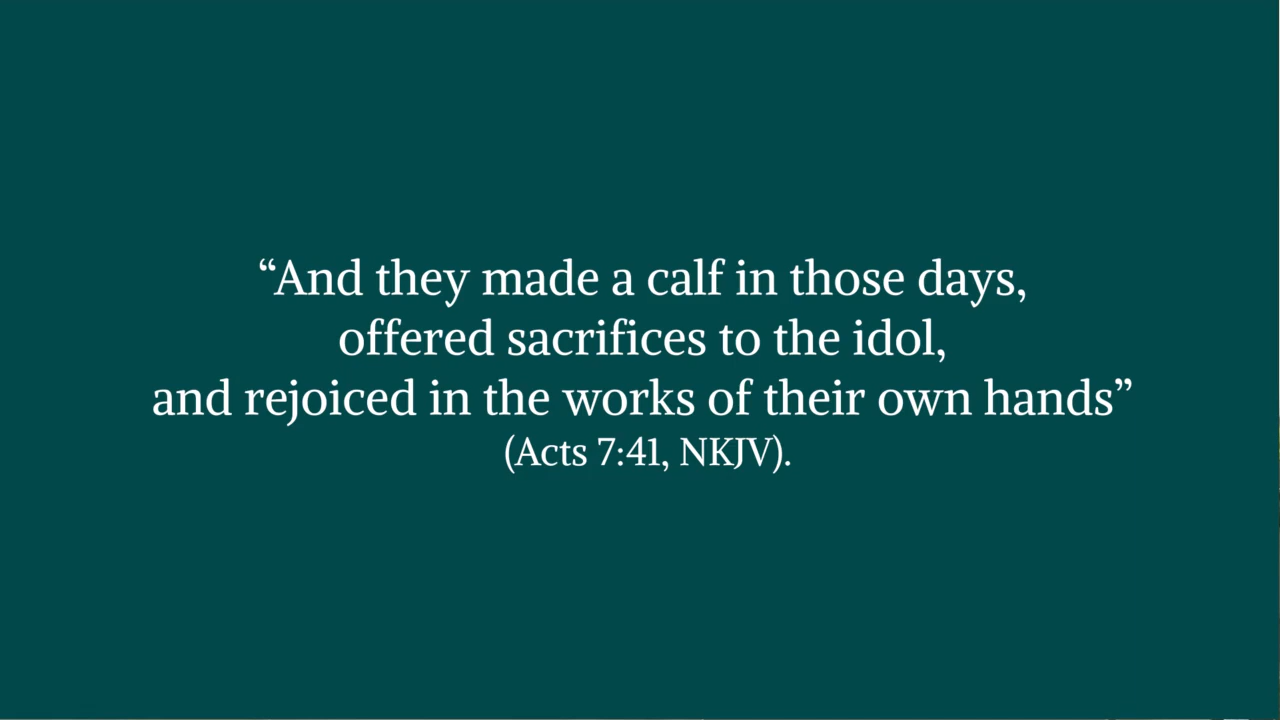 “And they made a calf in those days,
offered sacrifices to the idol,
and rejoiced in the works of their own hands”
(Acts 7:41, NKJV).